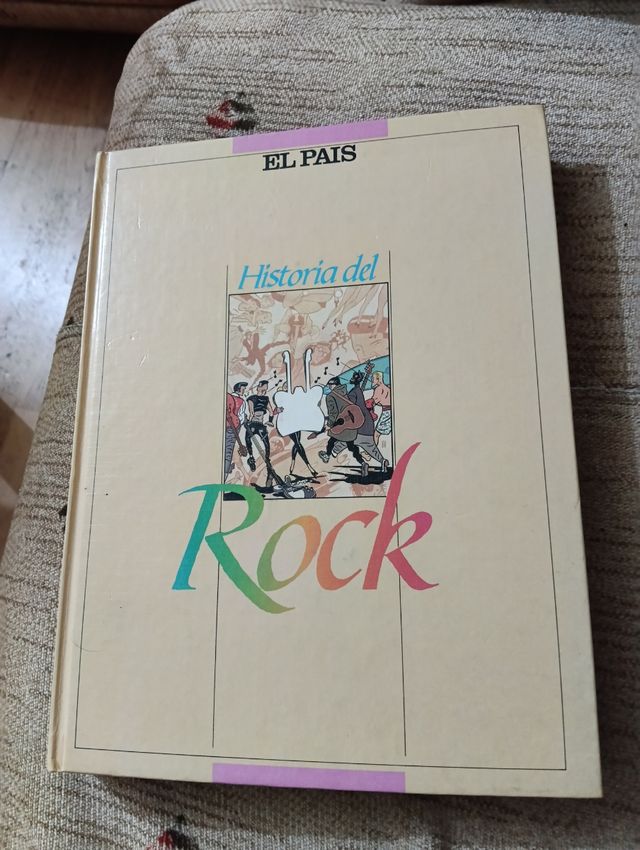 EL PAIS
Historia del
Rock